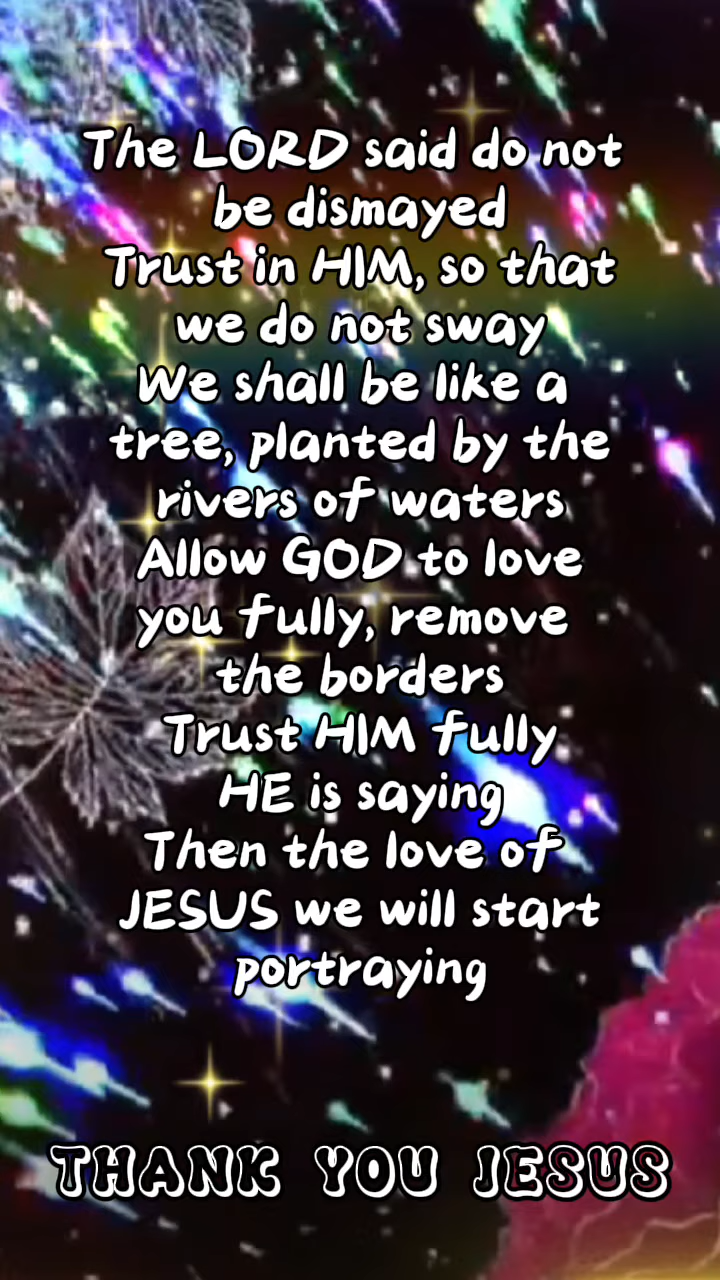 The LORD said do not
be dismayed
Trust in HIM, so that
we do not sway
We shall be like a
tree, planted by the
rivers of waters
Allow GOD to love
you fully, remove
the borders
Trust HIM fully
HE is saying
Then the love of
JESUS we will start
portraying
THANK YOU JESUS